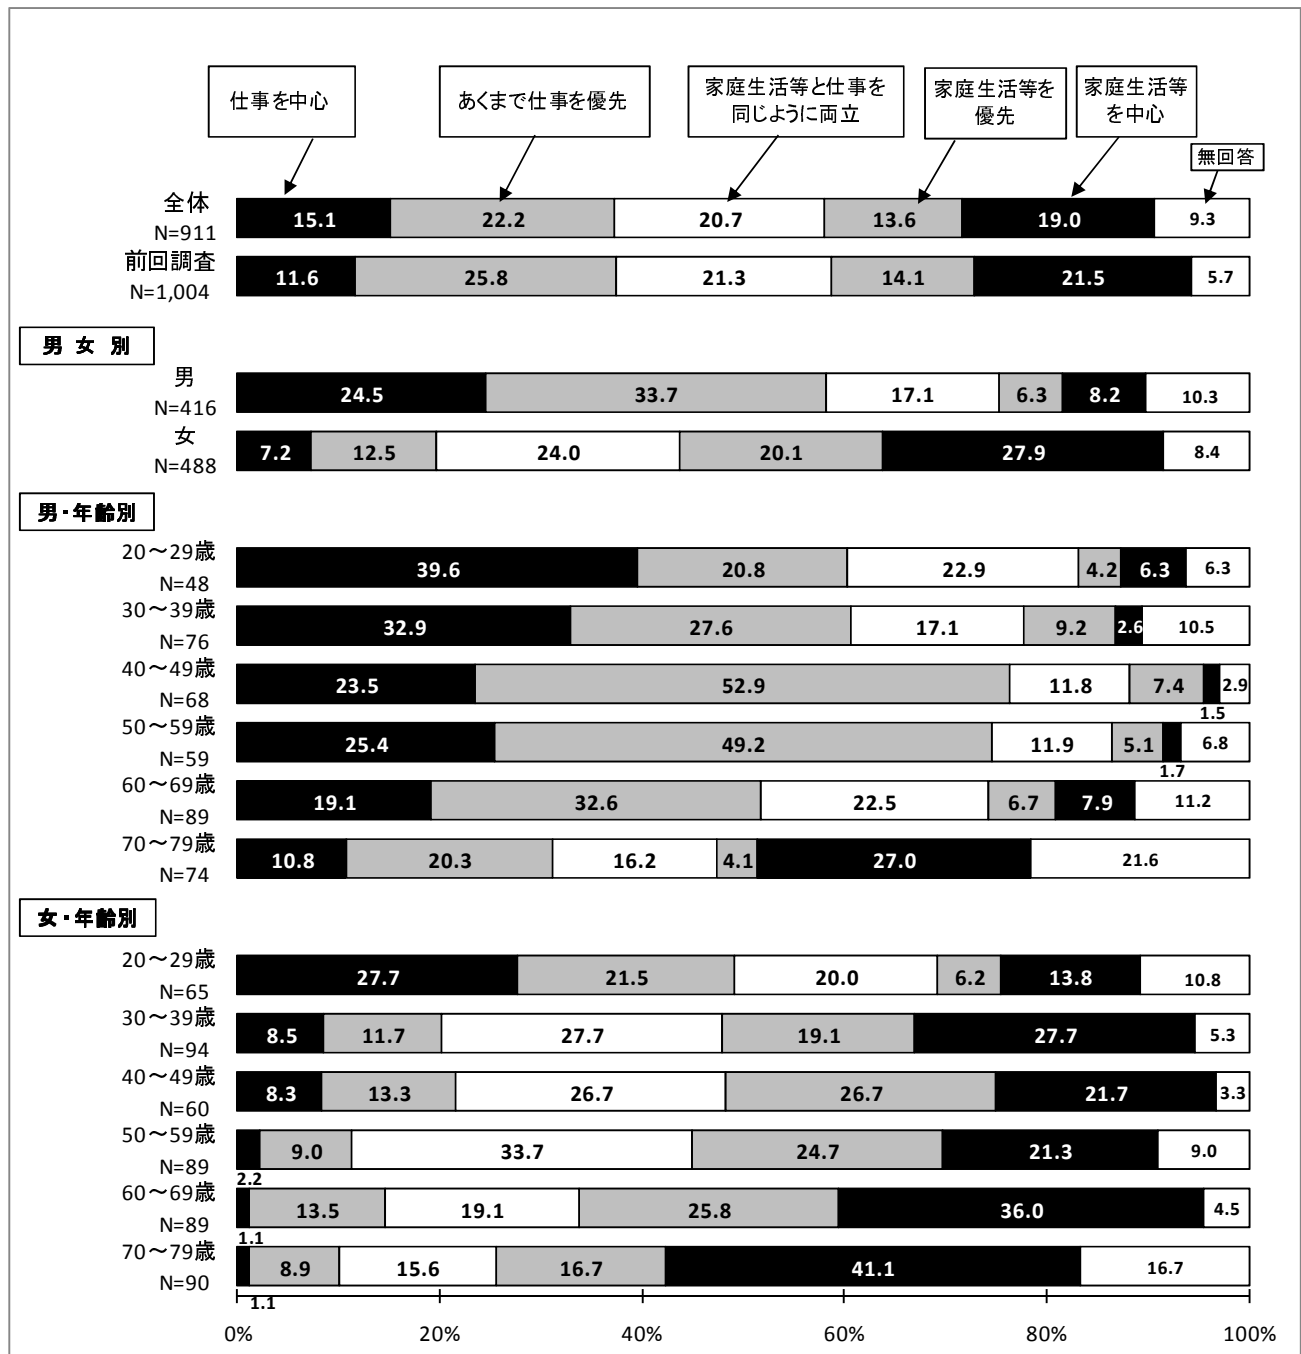 仕事を中心
あくまで仕事を優先
家庭生活等と仕事を
同じように両立
家庭生活等を
優先
家庭生活等
を中心
無回答
全体
N=911
15.1 22.2 20.7 13.6 19.0 9.3
前回調査
N=1,004
11.6 25.8 21.3 14.1 21.5 5.7
男 女 別
男
N=416
24.5 33.7 17.1 6.3 8.2 10.3
女
N=488
7.2 12.5 24.0 20.1 27.9 8.4
男・年齢別
20～29歳
N=48
39.6 20.8 22.9 4.2 6.3 6.3
30～39歳
N=76
32.9 27.6 17.1 9.2 2.6 10.5
40～49歳
N=68
23.5 52.9 11.8 7.4 2.9
1.5
50～59歳
N=59
25.4 49.2 11.9 5.1 6.8
1.7
60～69歳
N=89
19.1 32.6 22.5 6.7 7.9 11.2
70～79歳
N=74
10.8 20.3 16.2 4.1 27.0 21.6
女・年齢別
20～29歳
N=65
27.7 21.5 20.0 6.2 13.8 10.8
30～39歳
N=94
8.5 11.7 27.7 19.1 27.7 5.3
40～49歳
N=60
8.3 13.3 26.7 26.7 21.7 3.3
50～59歳
N=89
9.0 33.7 24.7 21.3 9.0
2.2
60～69歳
N=89
13.5 19.1 25.8 36.0 4.5
1.1
70～79歳
N=90
8.9 15.6 16.7 41.1 16.7
1.1
0% 20% 40% 60% 80% 100%